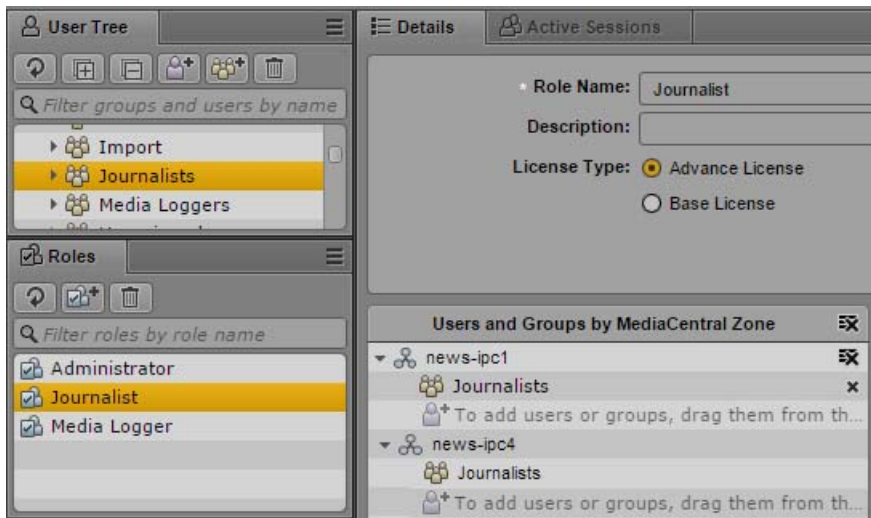 User Tree
Filter groups and users by name
Import
Journalists
Media Loggers
Roles
Filter roles by role name
Administrator
Journalist
Media Logger
Details
Active Sessions
Role Name: Journalist
Description:
License Type: Advance License
Base License
Users and Groups by MediaCentral Zone
news-ipc1
Journalists
To add users or groups, drag them from th...
news-ipc4
Journalists
To add users or groups, drag them from th...